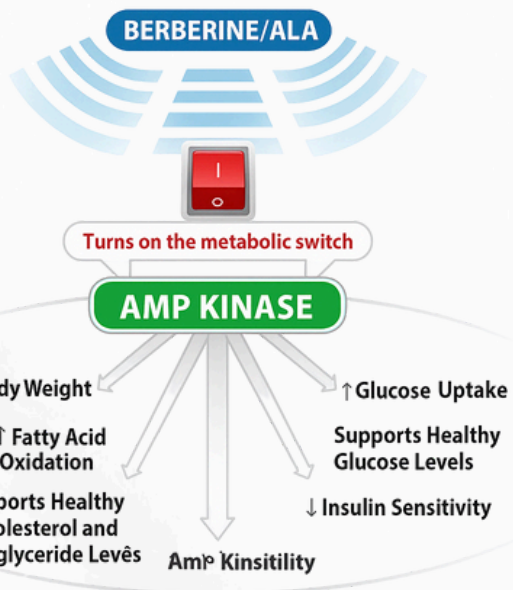 BERBERINE/ALA
I
O
Turns on the metabolic switch
AMP KINASE
dy Weight
↑ Fatty Acid
Oxidation
ports Healthy
olesterol and
glyceride Levês
Amp Kinsitility
↑ Glucose Uptake
Supports Healthy
Glucose Levels
↓ Insulin Sensitivity